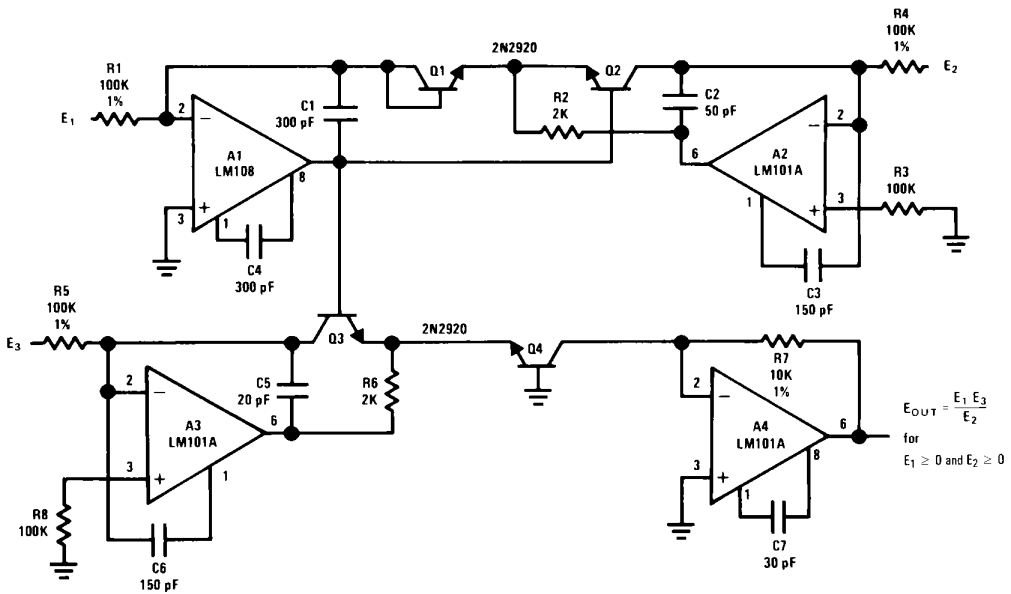 R1
100K
1%
E1
2
−
A1
LM108
+
3
1
8
C4
300 pF
C1
300 pF
Q1
2N2920
Q2
R2
2K
C2
50 pF
R4
100K
1%
E2
6
A2
LM101A
−
2
+
3
1
R3
100K
C3
150 pF
R5
100K
1%
E3
2
−
A3
LM101A
+
3
6
1
R8
100K
C6
150 pF
C5
20 pF
Q3
R6
2K
2N2920
Q4
2
−
A4
LM101A
+
3
1
8
6
C7
30 pF
R7
10K
1%
EOUT = E1 E3
E2
for
E1 ≥ 0 and E2 ≥ 0